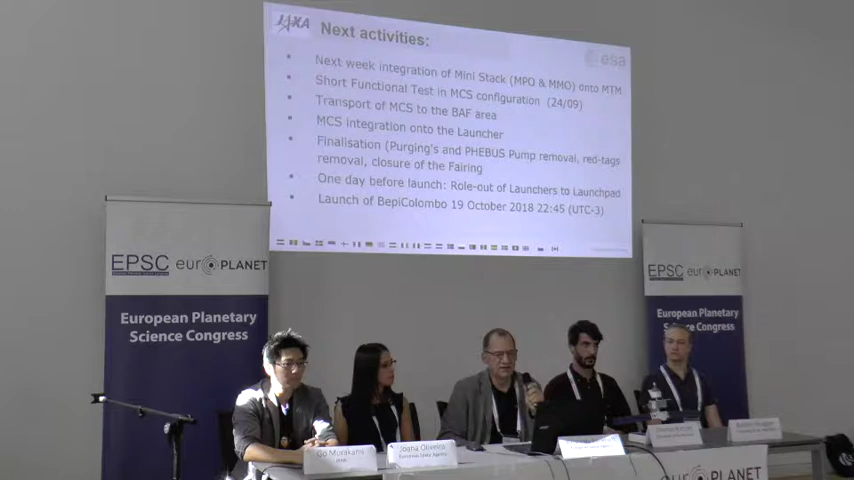 JAXA
Next activities:
esa
Next week integration of Mini Stack (MPO & MMO) onto MTM
Short Functional Test in MCS configuration (24/09)
Transport of MCS to the BAF area
MCS integration onto the Launcher
Finalisation (Purging's and PHEBUS Pump removal, red-tags
removal, closure of the Fairing
One day before launch: Role-out of Launchers to Launchpad
Launch of BepiColombo 19 October 2018 22:45 (UTC-3)
EPSC
euroPLANET
European Planetary
Science Congress
EPSC
euroPLANET
European Planetary
Science Congress
Go Murakami
JAXA
Joana Oliveira
European Space Agency
euroPLANET